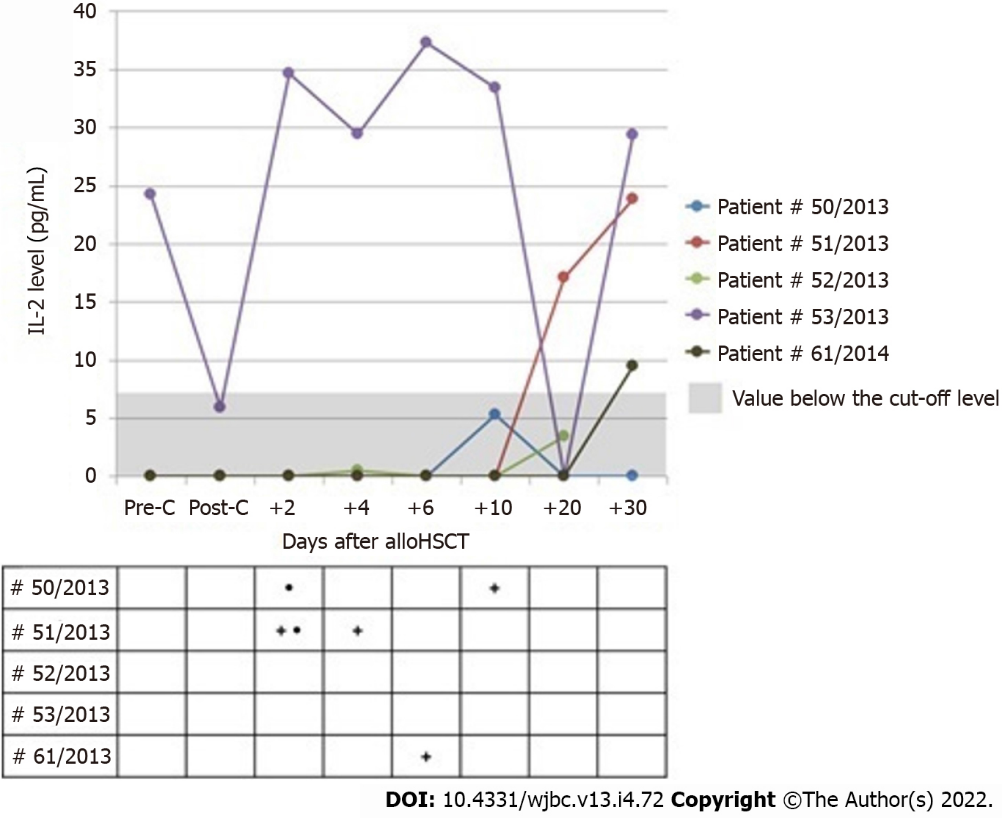 40
35
30
25
20
15
10
5
0
IL-2 level (pg/mL)
Pre-C Post-C +2 +4 +6 +10 +20 +30
Days after alloHSCT
Patient # 50/2013
Patient # 51/2013
Patient # 52/2013
Patient # 53/2013
Patient # 61/2014
Value below the cut-off level
# 50/2013 • +
# 51/2013 + • +
# 52/2013
# 53/2013
# 61/2013 +
DOI: 10.4331/wjbc.v13.i4.72 Copyright ©The Author(s) 2022.